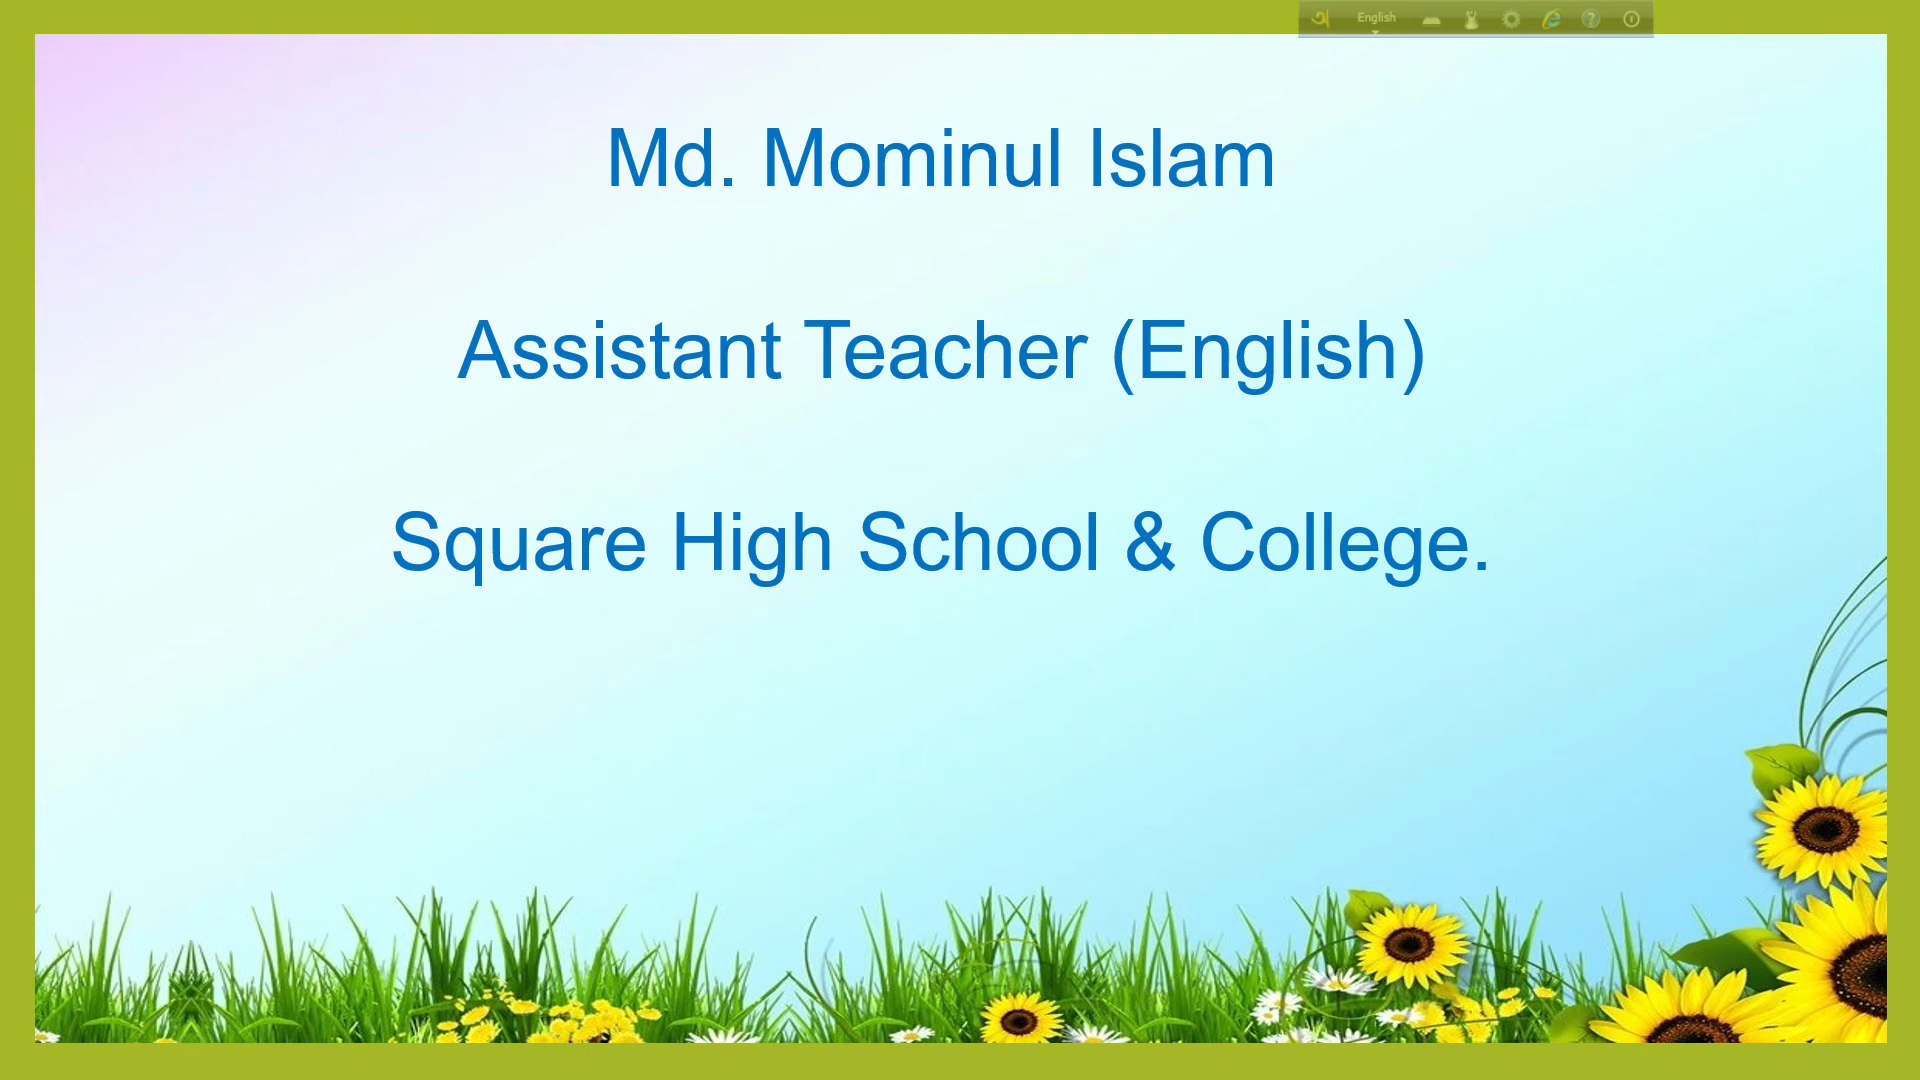 English
Md. Mominul Islam
Assistant Teacher (English)
Square High School & College.